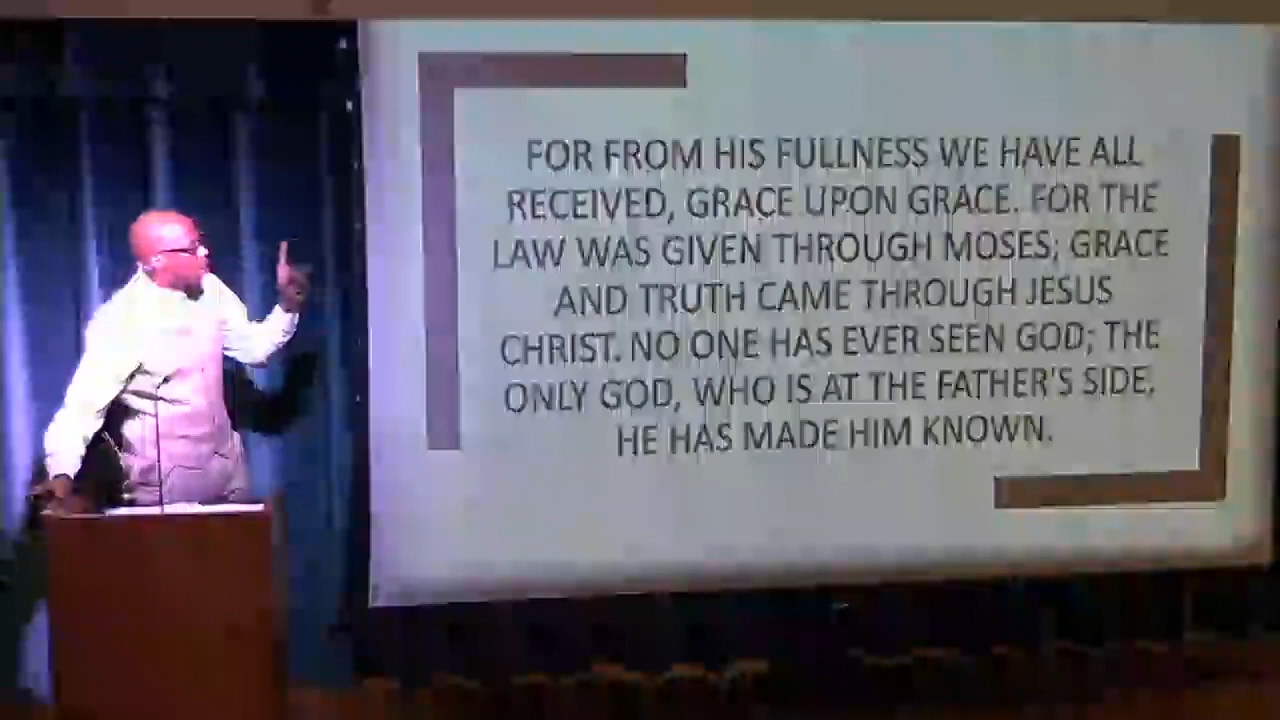 FOR FROM HIS FULLNESS WE HAVE ALL
RECEIVED, GRACE UPON GRACE. FOR THE
LAW WAS GIVEN THROUGH MOSES; GRACE
AND TRUTH CAME THROUGH JESUS
CHRIST. NO ONE HAS EVER SEEN GOD; THE
ONLY GOD, WHO IS AT THE FATHER'S SIDE,
HE HAS MADE HIM KNOWN.